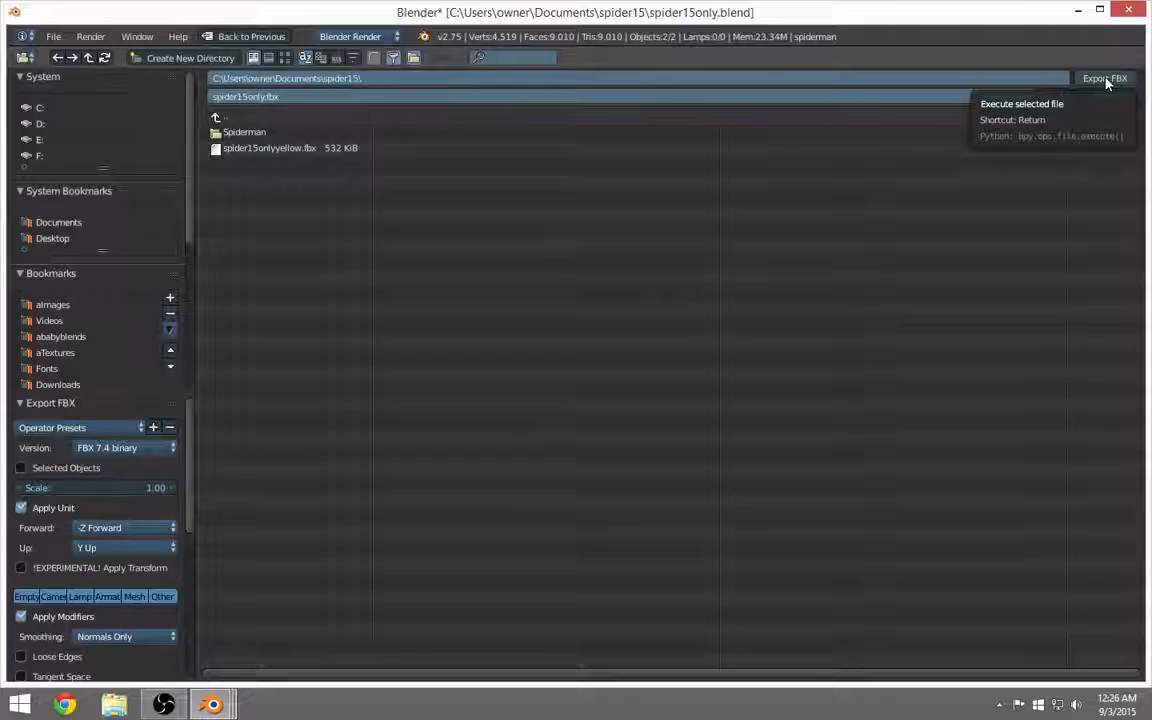 Blender* [C:\Users\owner\Documents\spider15\spider15only.blend]
File Render Window Help Back to Previous Blender Render v2.75 | Verts:4,519 | Faces:9,010 | Tris:9,010 | Objects:2/2 | Lamps:0/0 | Mem:23.34M | spiderman
Create New Directory
System
C:\Users\owner\Documents\spider15\
Export FBX
spider15only.fbx
Execute selected file
Shortcut: Return
Python: bpy.ops.file.execute()
..
Spiderman
spider15onlyyellow.fbx 532 KiB
C:
D:
E:
F:
System Bookmarks
Documents
Desktop
Bookmarks
aImages
Videos
ababyblends
aTextures
Fonts
Downloads
Export FBX
Operator Presets
Version: FBX 7.4 binary
Selected Objects
Scale: 1.00
Apply Unit
Forward: -Z Forward
Up: Y Up
!EXPERIMENTAL! Apply Transform
Empty Camer Lamp Armat Mesh Other
Apply Modifiers
Smoothing: Normals Only
Loose Edges
Tangent Space
12:26 AM
9/3/2015